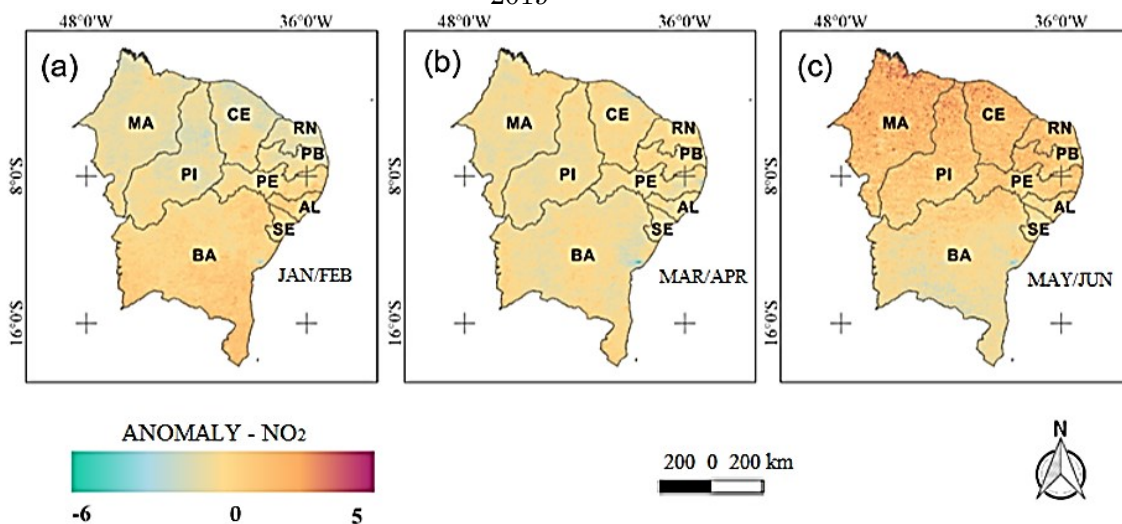 2019
48°0'W 36°0'W 48°0'W 36°0'W 48°0'W 36°0'W
(a) (b) (c)
MA CE RN PB PI PE AL SE BA
JAN/FEB
8°0'S
16°0'S
MA CE RN PB PI PE AL SE BA
MAR/APR
8°0'S
16°0'S
MA CE RN PB PI PE AL SE BA
MAY/JUN
8°0'S
16°0'S
ANOMALY - NO₂
-6 0 5
200 0 200 km
N